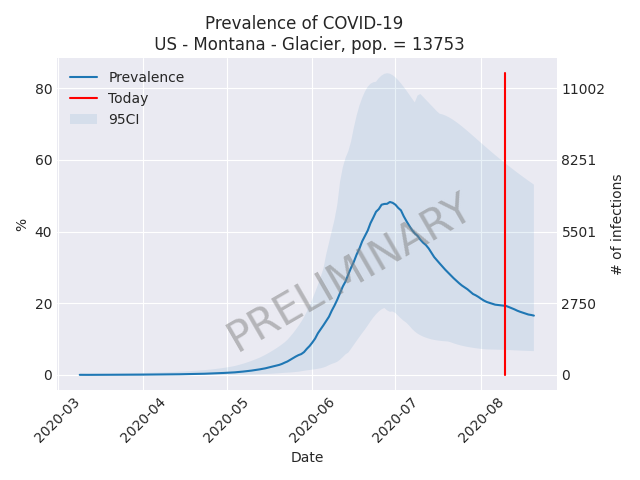 Prevalence of COVID-19
US - Montana - Glacier, pop. = 13753
Prevalence
Today
95CI
80
60
40
20
0
%
11002
8251
5501
2750
0
# of infections
PRELIMINARY
2020-03
2020-04
2020-05
2020-06
2020-07
2020-08
Date